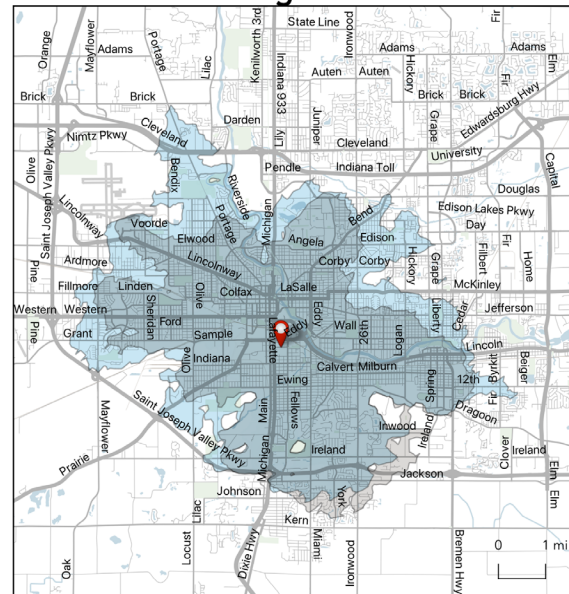 State Line
Orange
Mayflower
Adams
Portage
Lilac
Kenilworth 3rd
Indiana 933
Ironwood
Fir
Adams
Adams
Elm
Auten
Auten
Hickory
Fir
Brick
Brick
Brick
Brick
Darden
Juniper
Grape
Edwardsburg Hwy
Nimtz Pkwy
Cleveland
Lily
Cleveland
University
Olive
Saint Joseph Valley Pkwy
Bendix
Pendle
Indiana Toll
Capital
Riverside
Michigan
Douglas
Lincolnway
Voorde
Portage
Bend
Edison Lakes Pkwy
Day
Elwood
Angela
Edison
Hickory
Grape
Filbert
Fir
Home
Pine
Ardmore
Lincolnway
Corby
Corby
Fillmore
Linden
Olive
Colfax
LaSalle
McKinley
Western
Western
Sheridan
Ford
Lafayette
Eddy
Eddy
Wall
26th
Logan
Liberty
Cedar
Jefferson
Pine
Grant
Sample
Lincoln
Olive
Indiana
Calvert
Milburn
Spring
12th
Fir
Byrkit
Beiger
Ewing
Main
Fellows
Dragoon
Mayflower
Saint Joseph Valley Pkwy
Inwood
Ireland
Michigan
Ireland
Clover
Ireland
Prairie
Jackson
Elm
Johnson
York
Elm
Lilac
Kern
Miami
Oak
Locust
Dixie Hwy
Ironwood
Bremen Hwy
0 1 mi